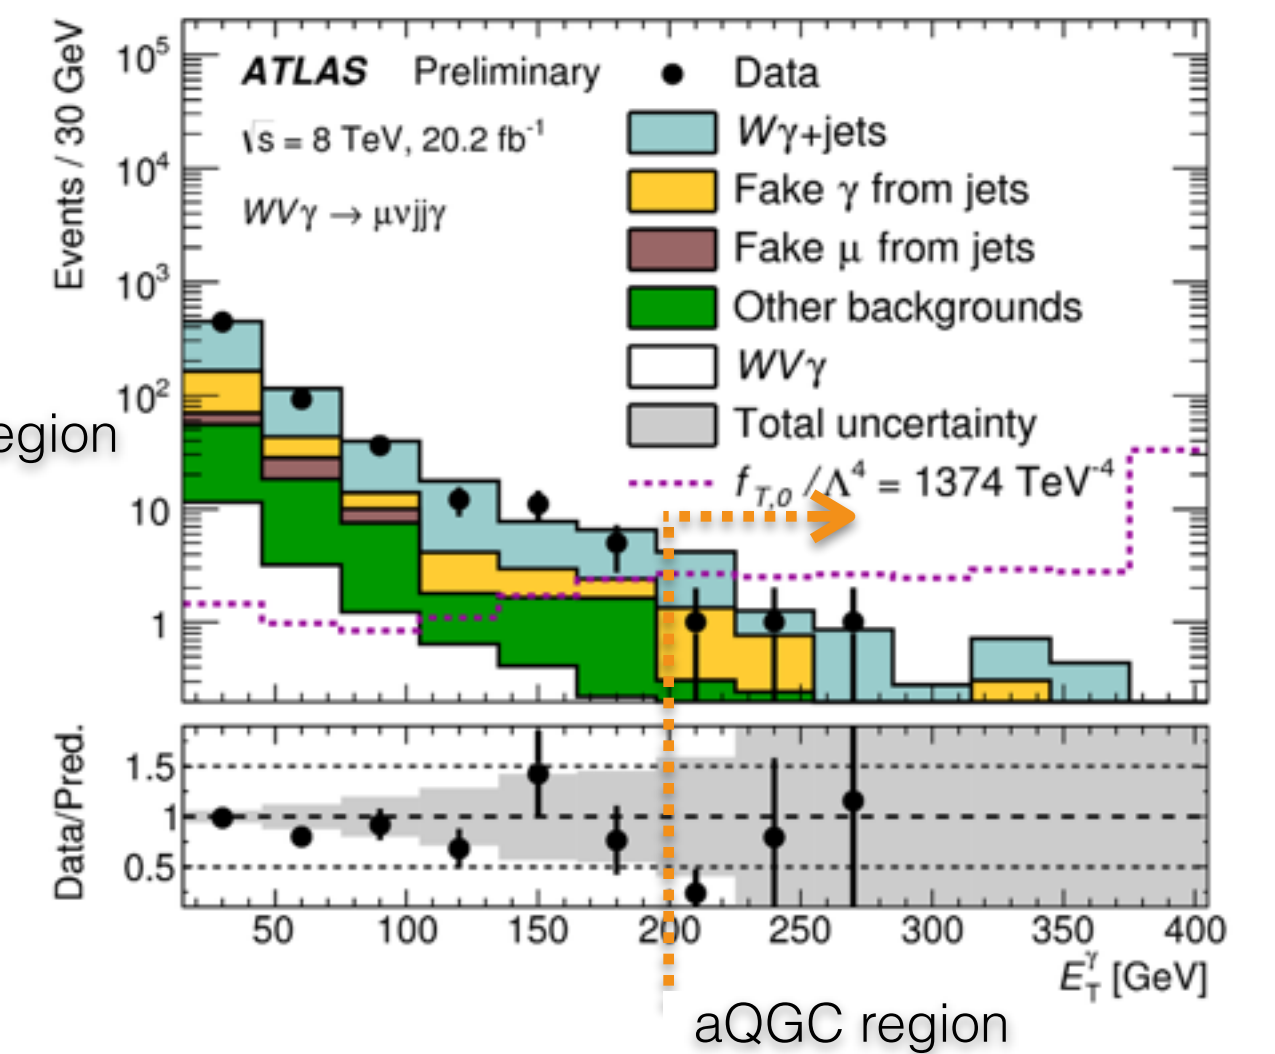 Events / 30 GeV
10⁵
10⁴
10³
10²
10
1
ATLAS Preliminary
√s = 8 TeV, 20.2 fb⁻¹
WVγ → μνjjγ
Data
Wγ+jets
Fake γ from jets
Fake μ from jets
Other backgrounds
WVγ
Total uncertainty
f_T,0 /Λ⁴ = 1374 TeV⁻⁴
egion
Data/Pred.
1.5
1
0.5
50 100 150 200 250 300 350 400
E_T^γ [GeV]
aQGC region